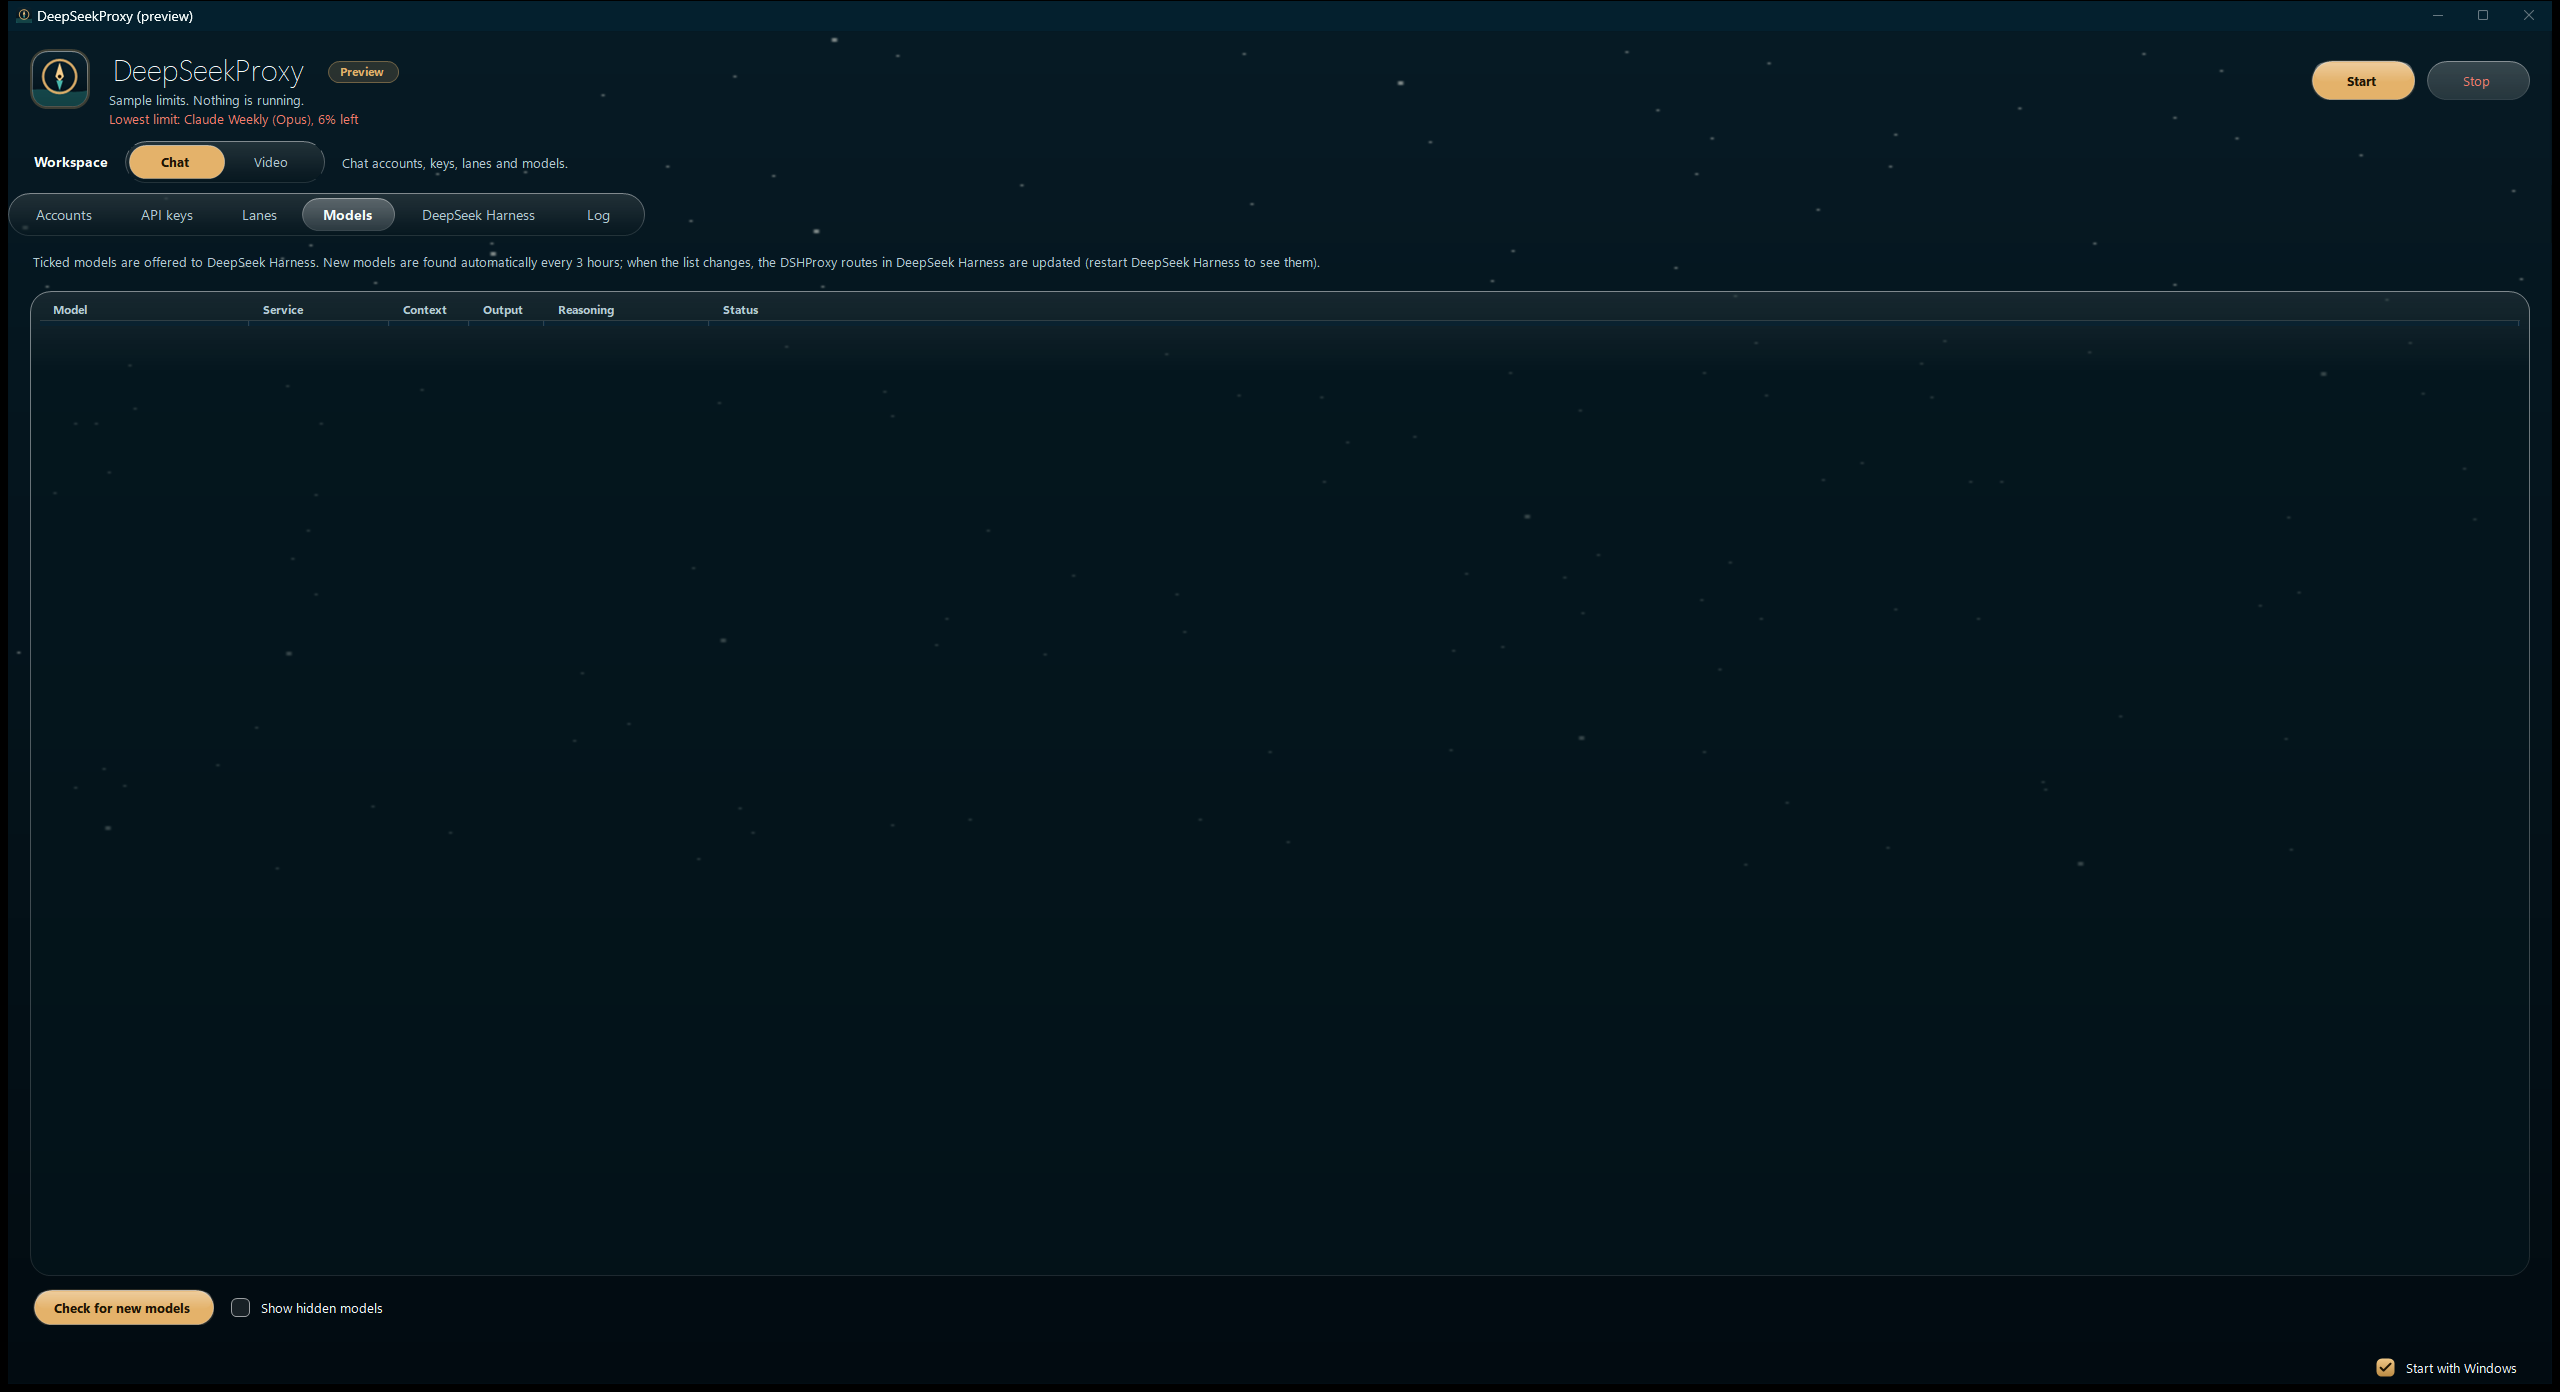 DeepSeekProxy (preview)
DeepSeekProxy Preview
Start Stop
Sample limits. Nothing is running.
Lowest limit: Claude Weekly (Opus), 6% left
Workspace Chat Video Chat accounts, keys, lanes and models.
Accounts API keys Lanes Models DeepSeek Harness Log
Ticked models are offered to DeepSeek Harness. New models are found automatically every 3 hours; when the list changes, the DSHProxy routes in DeepSeek Harness are updated (restart DeepSeek Harness to see them).
Model Service Context Output Reasoning Status
Check for new models Show hidden models
Start with Windows